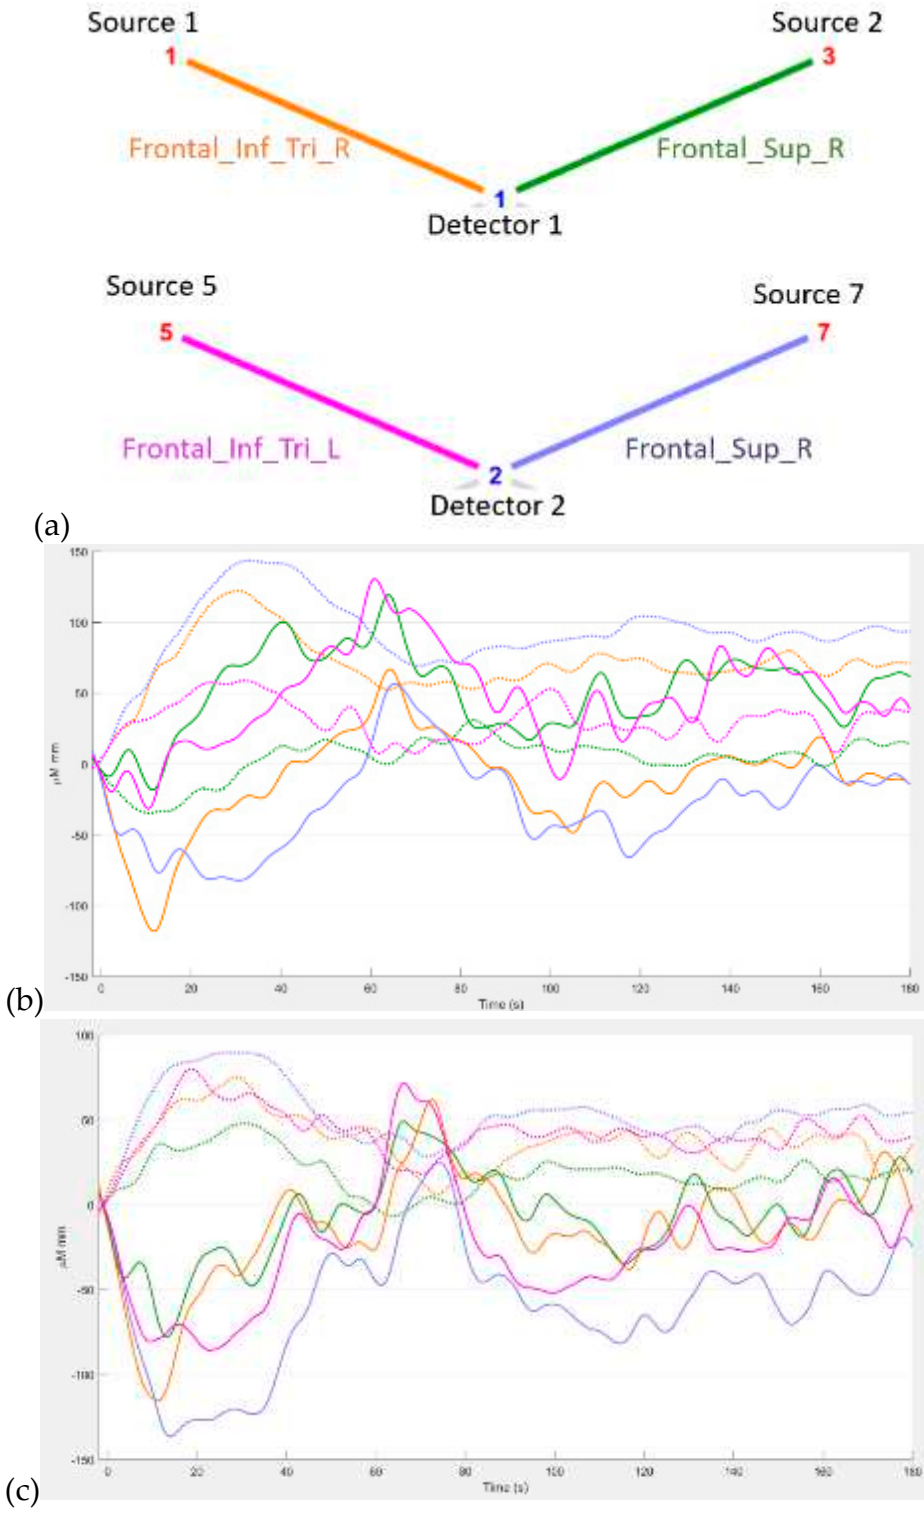 Source 1
Source 2
1
3
Frontal_Inf_Tri_R
Frontal_Sup_R
1
Detector 1
Source 5
Source 7
5
7
Frontal_Inf_Tri_L
Frontal_Sup_R
2
Detector 2
(a)
150
100
50
0
-50
-100
-150
µM mm
0 20 40 60 80 100 120 140 160 180
Time (s)
(b)
100
50
0
-50
-100
-150
µM mm
0 20 40 60 80 100 120 140 160 180
Time (s)
(c)